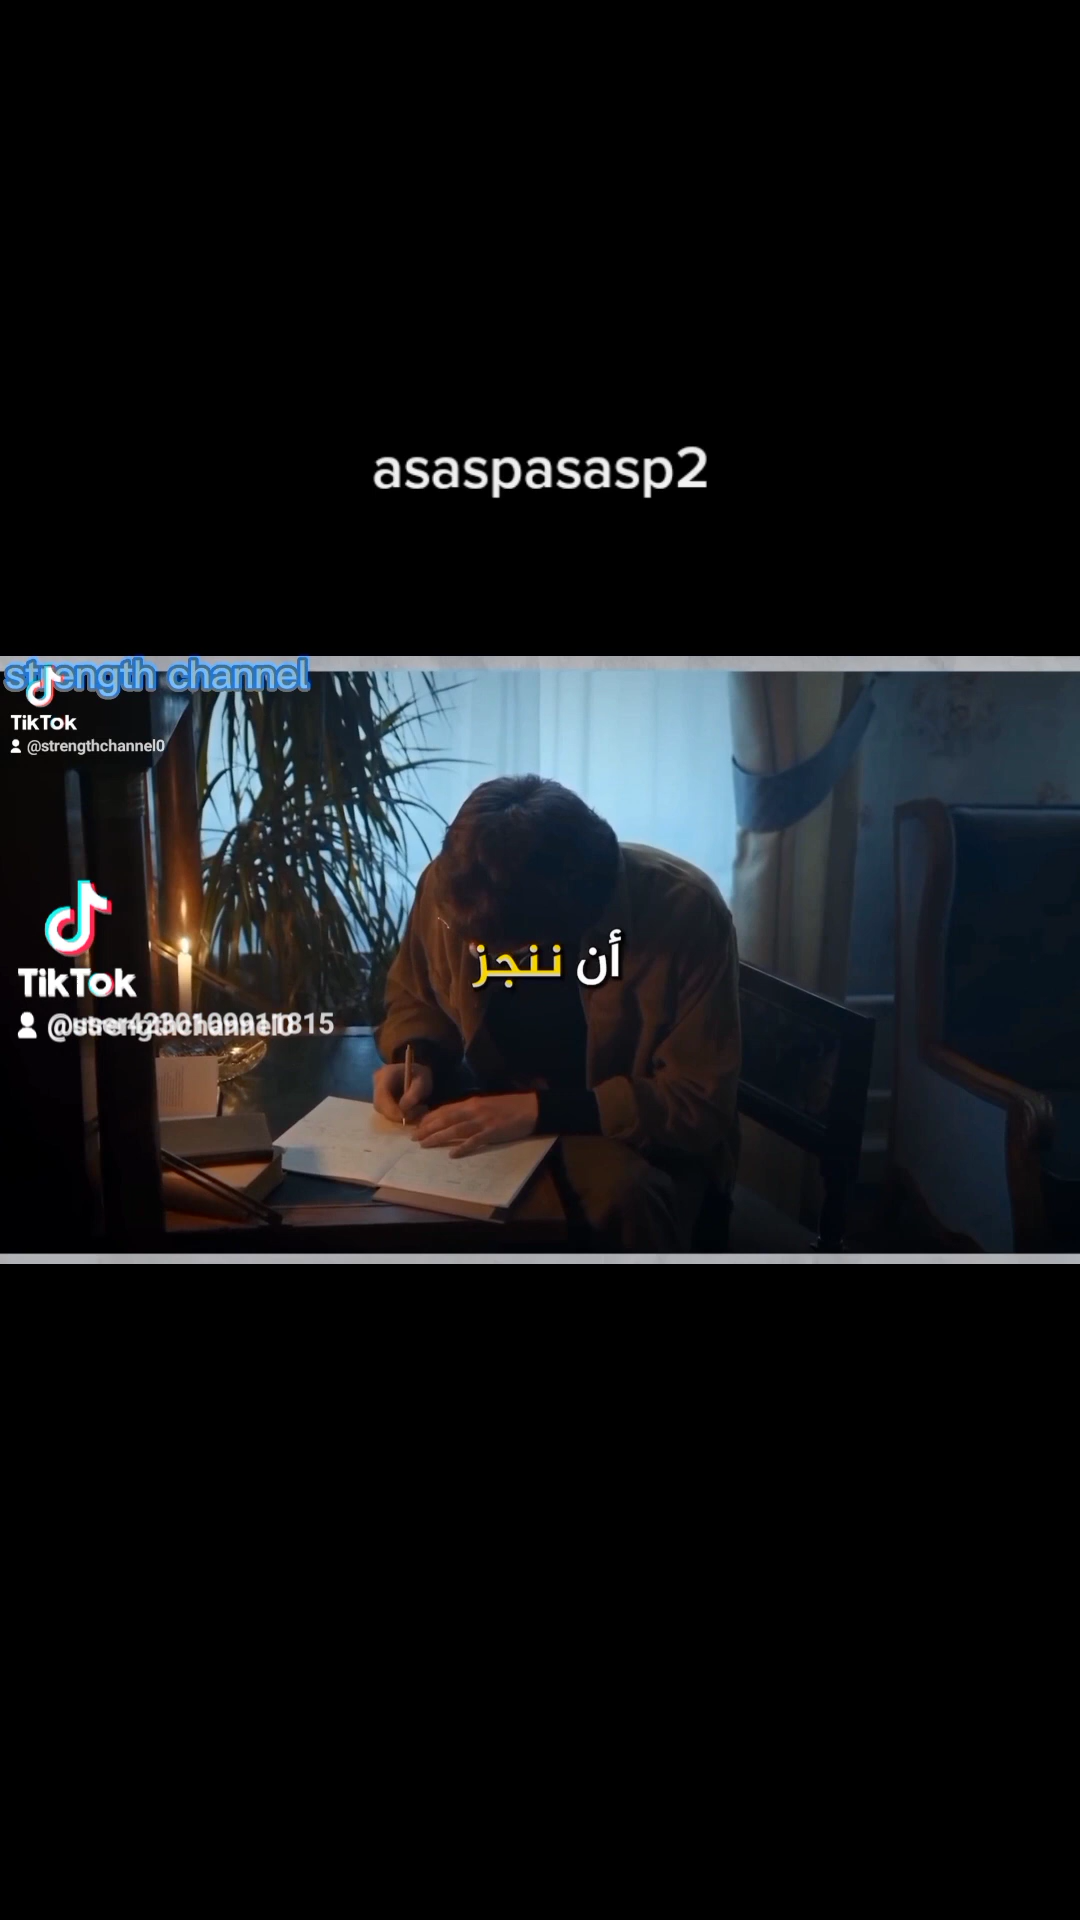 asaspasasp2
strength channel
TikTok
@strengthchannel0
أن ننجز
TikTok